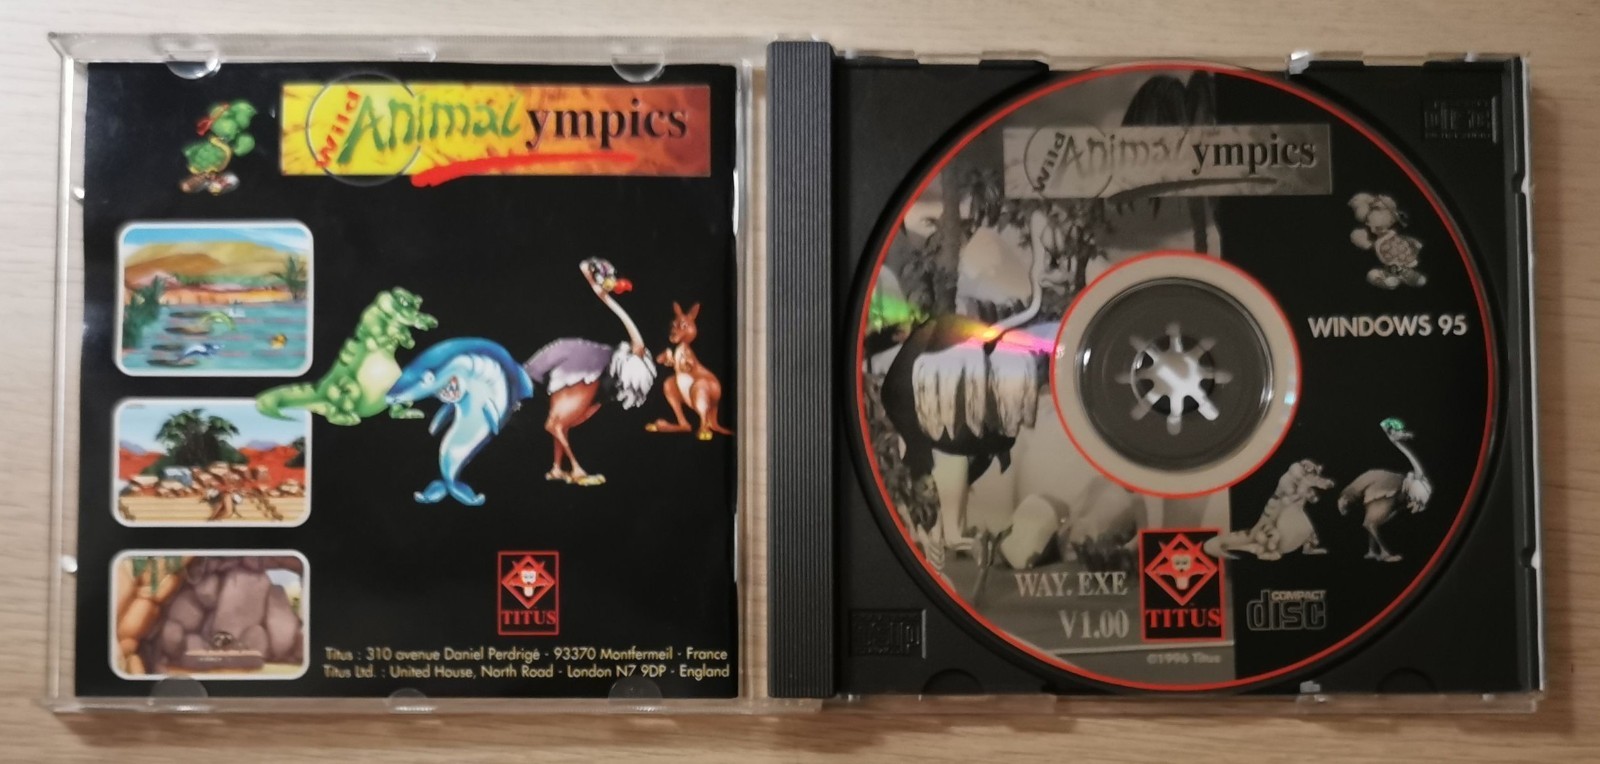 Wild AnimaLympics
TITUS
Titus : 310 avenue Daniel Perdrigé - 93370 Montfermeil - France
Titus Ltd. : United House, North Road - London N7 9DP - England
Wild AnimaLympics
WINDOWS 95
WAY.EXE
V1.00
TITUS
COMPACT
disc
©1996 Titus